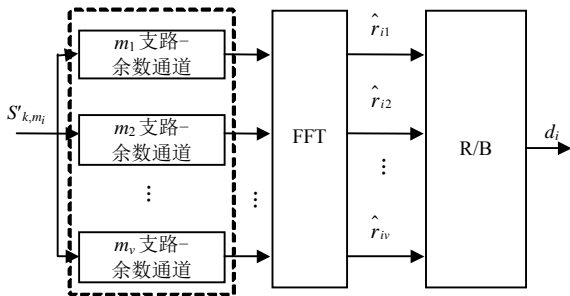 S′k,mi
m1 支路–
余数通道
m2 支路–
余数通道
⋮
mv 支路–
余数通道
⋮
FFT
r̂i1
r̂i2
⋮
r̂iv
R/B
di